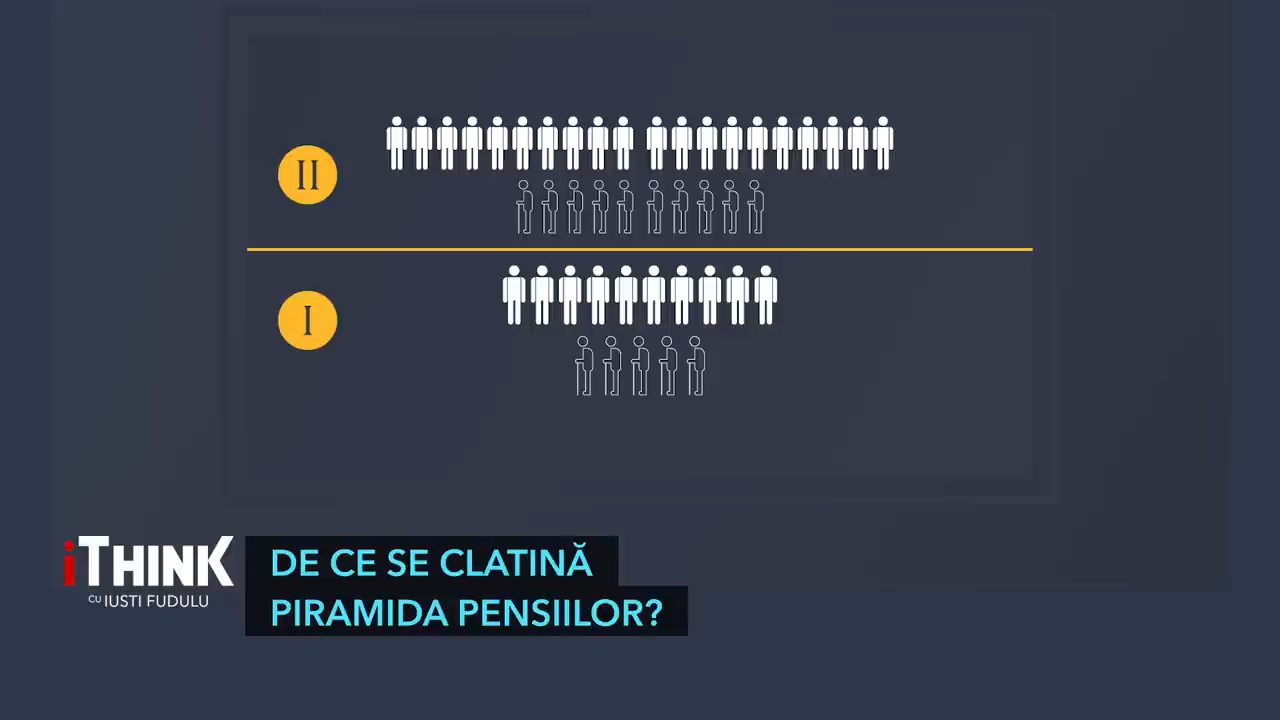 II
I
iTHINK
CU IUSTI FUDULU
DE CE SE CLATINĂ
PIRAMIDA PENSIILOR?